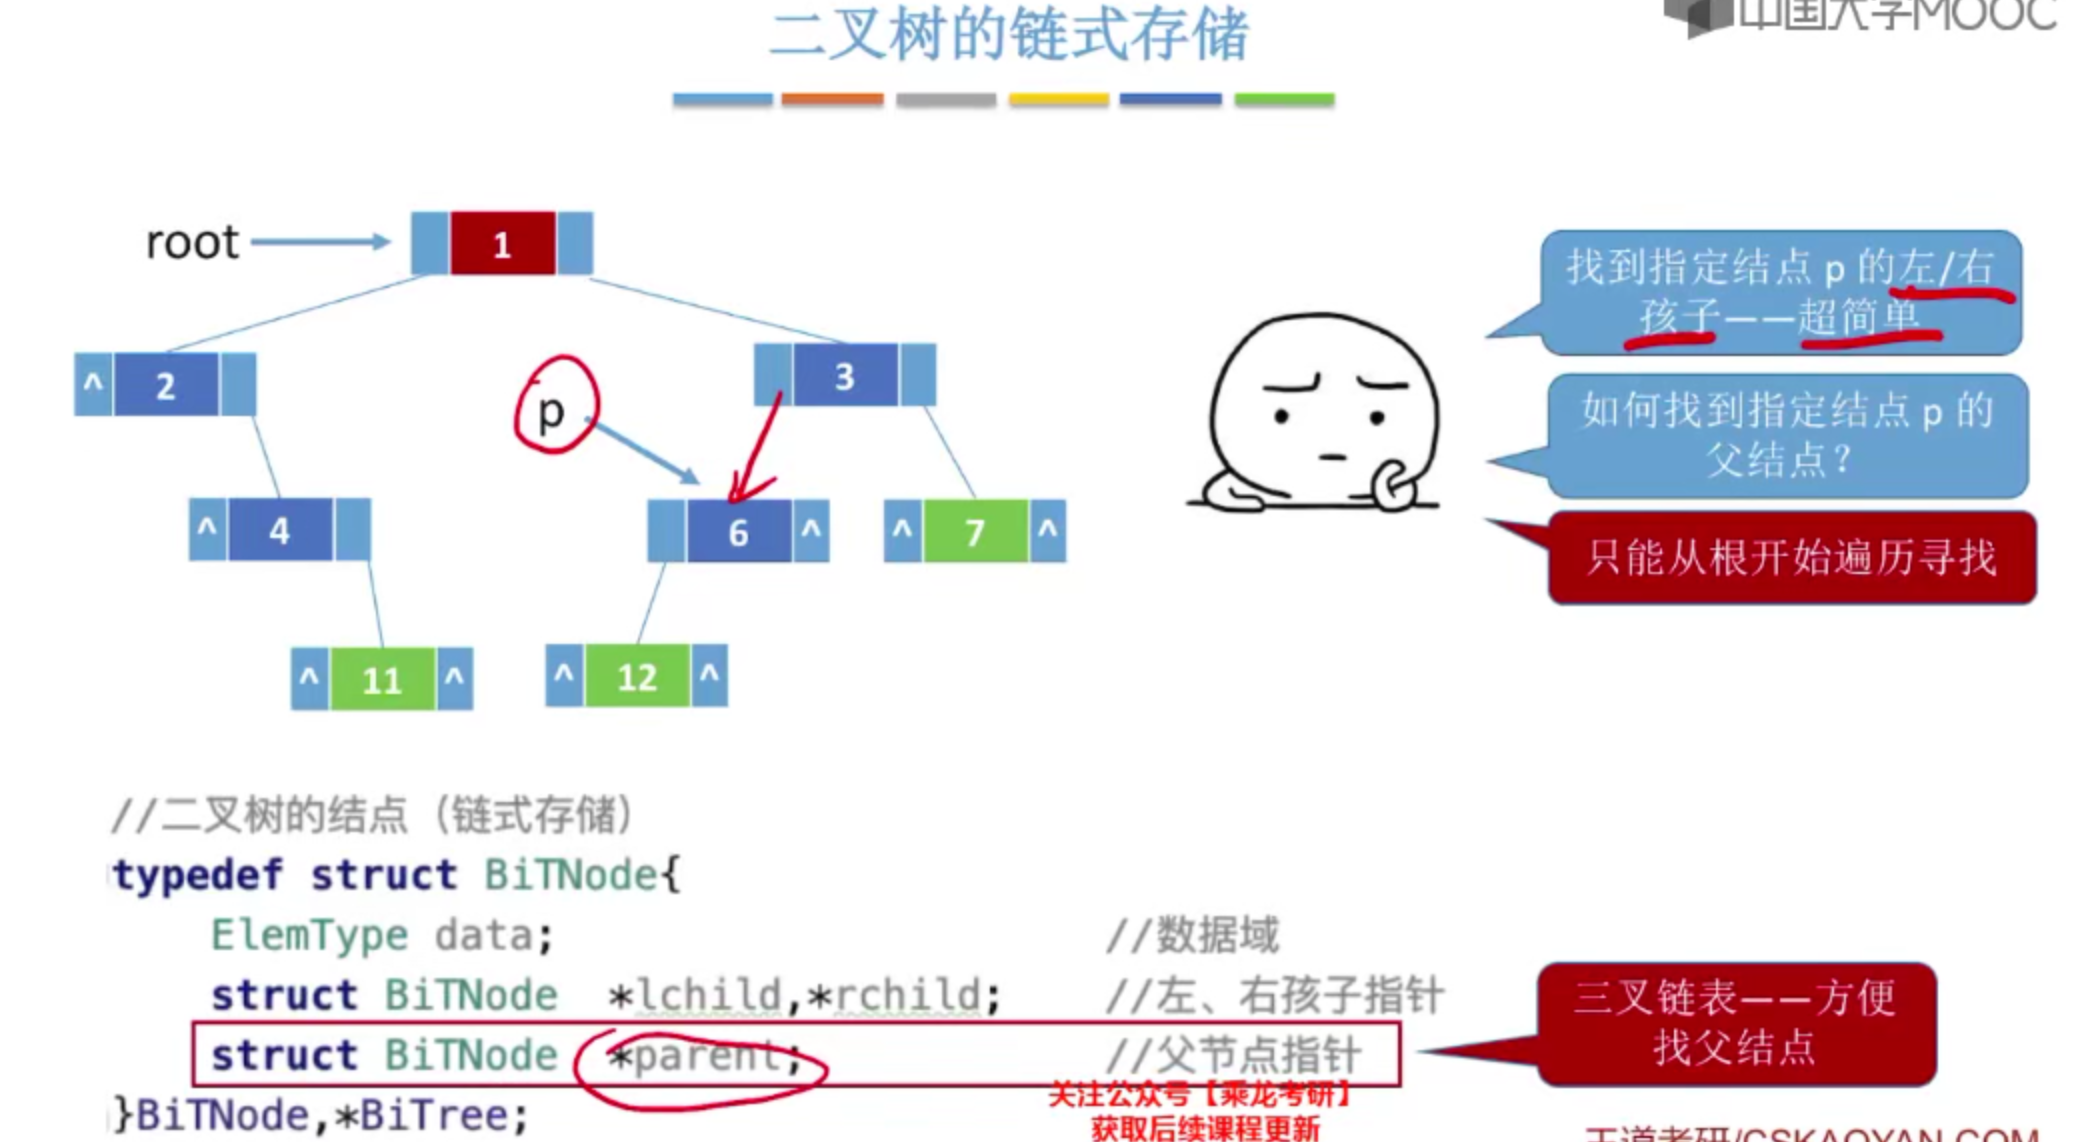 二叉树的链式存储
中国大学MOOC
root
1
^ 2
p
3
^ 4
6 ^
^ 7 ^
^ 11 ^
^ 12 ^
找到指定结点 p 的左/右
孩子——超简单
如何找到指定结点 p 的
父结点？
只能从根开始遍历寻找
//二叉树的结点（链式存储）
typedef struct BiTNode{
ElemType data; //数据域
struct BiTNode *lchild,*rchild; //左、右孩子指针
struct BiTNode *parent; //父节点指针
}BiTNode,*BiTree;
三叉链表——方便
找父结点
关注公众号【乘龙考研】
获取后续课程更新
王道考研/CSKAOYAN.COM